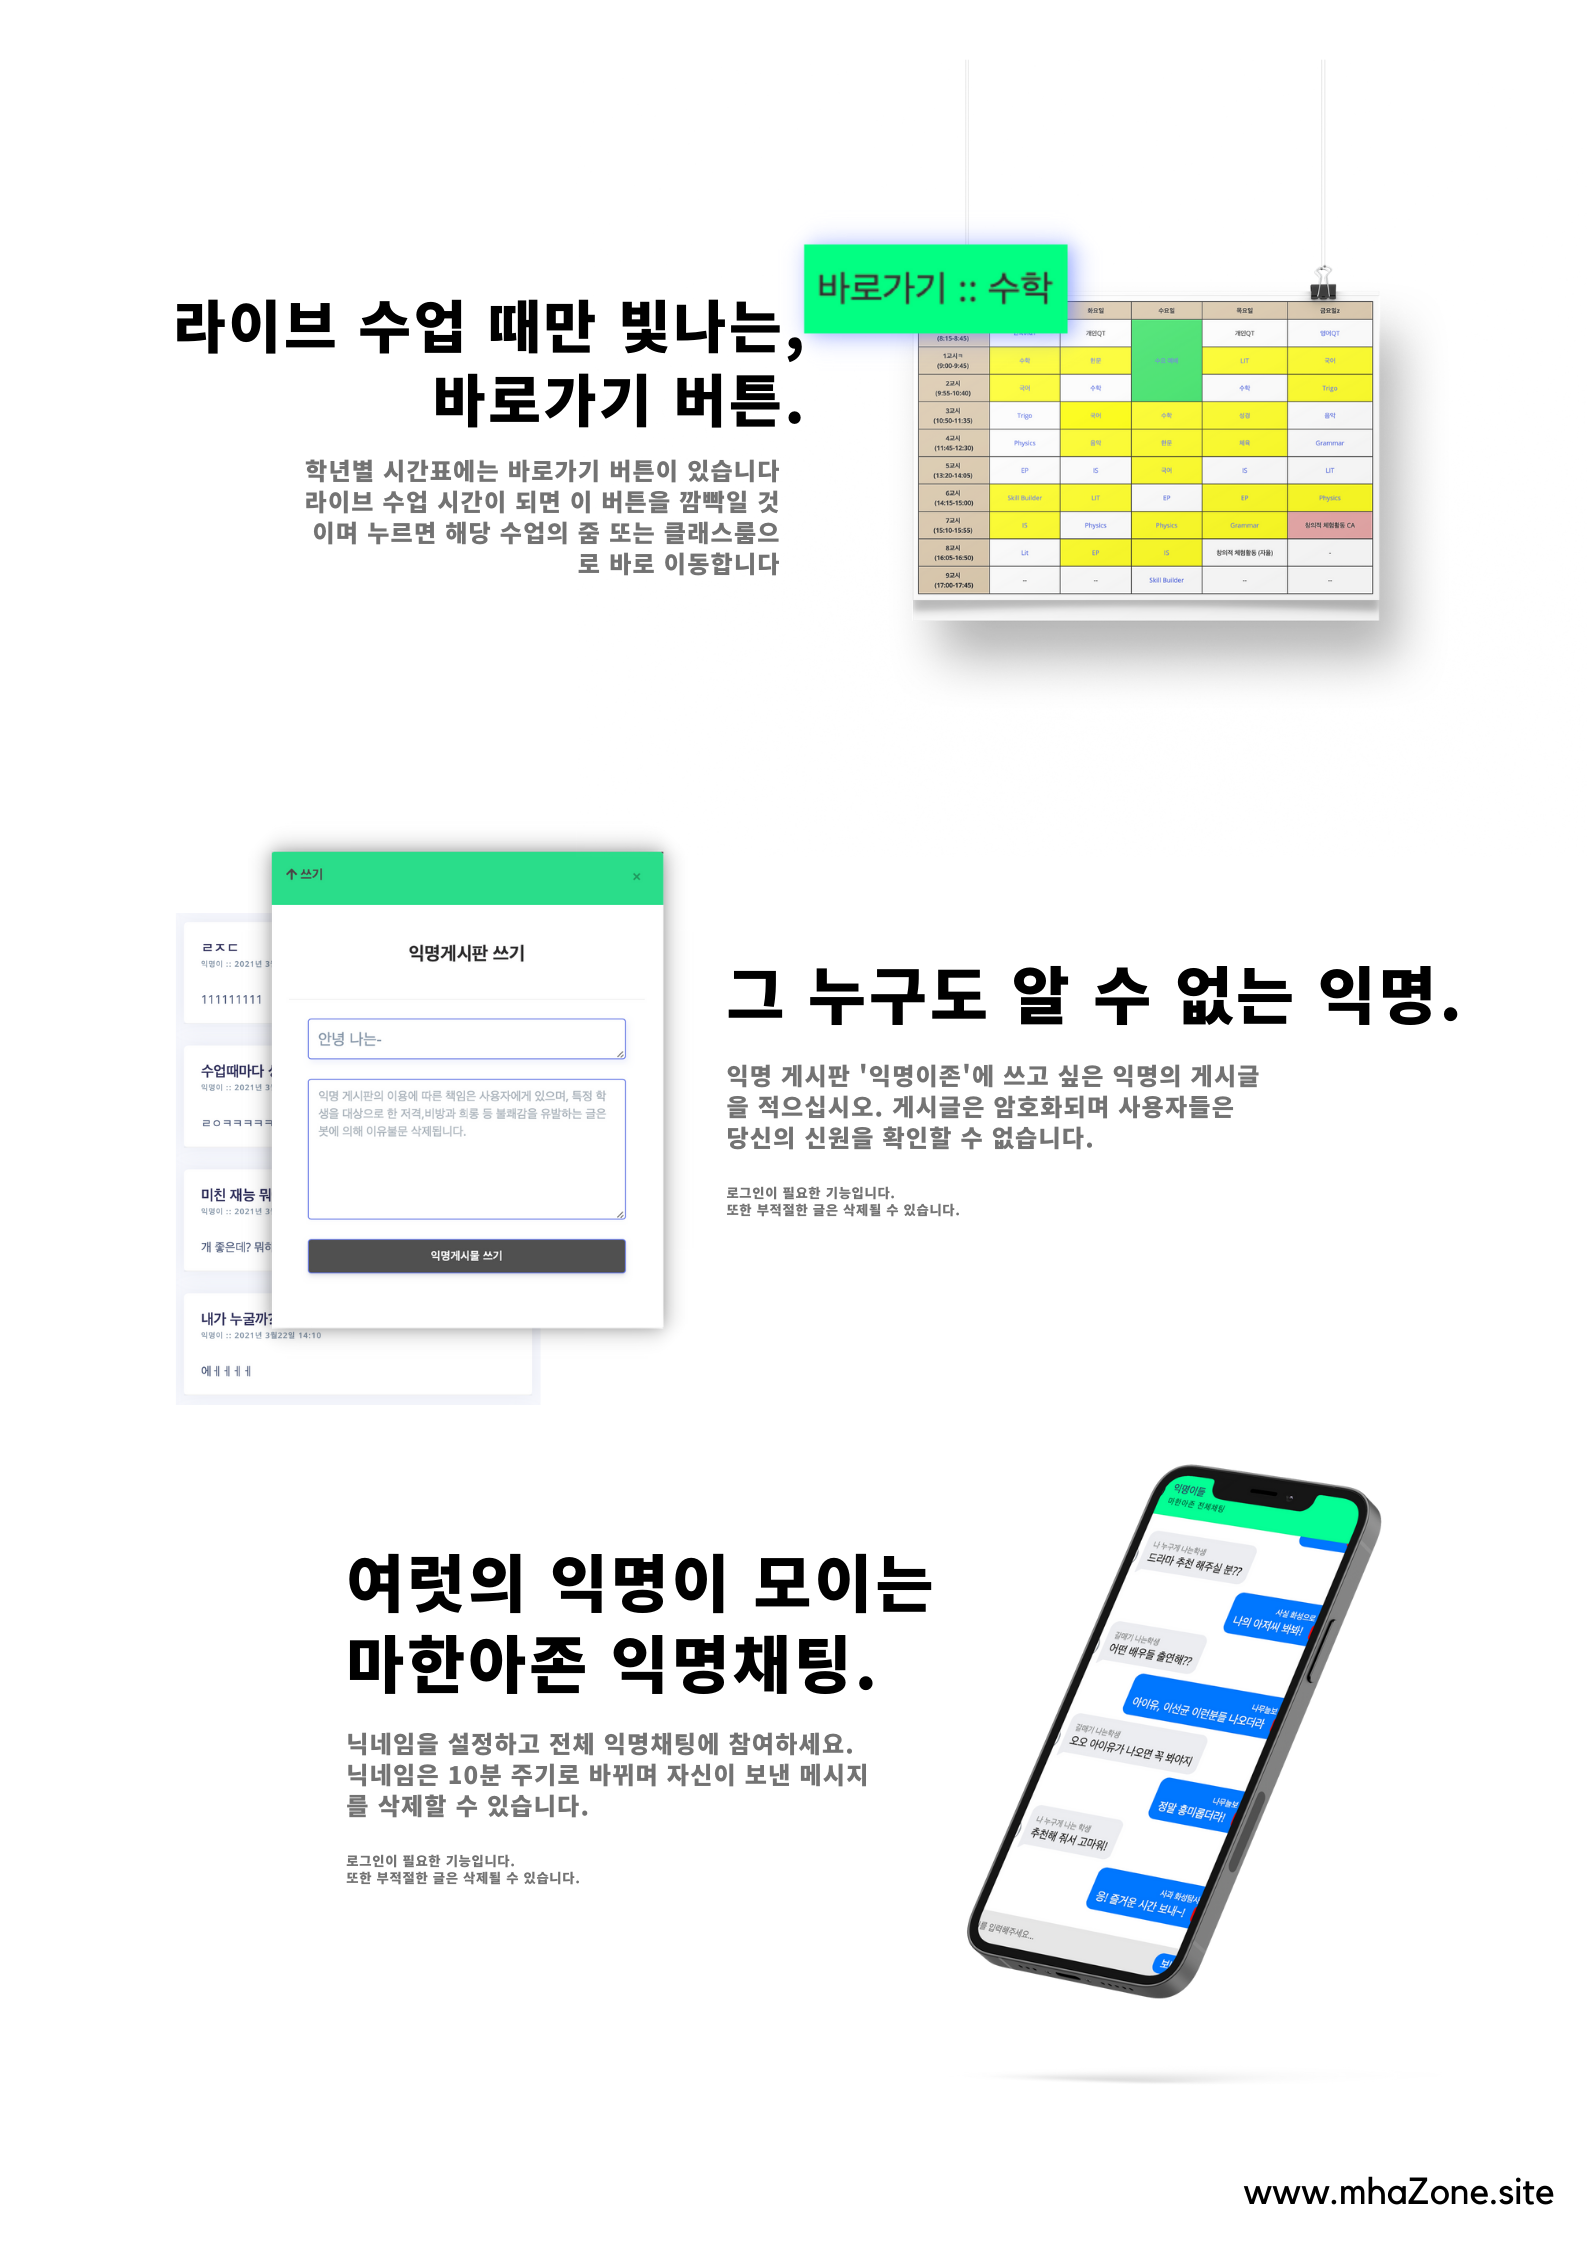 바로가기 :: 수학
라이브 수업 때만 빛나는,
바로가기 버튼.
학년별 시간표에는 바로가기 버튼이 있습니다
라이브 수업 시간이 되면 이 버튼을 깜빡일 것
이며 누르면 해당 수업의 줌 또는 클래스룸으
로 바로 이동합니다
화요일 수요일 목요일 금요일z
(8:15-8:45) 개인QT 개인QT
1교시
(9:00-9:45) 수학 한문 LIT 국어
2교시
(9:55-10:40) 국어 수학 수학 Trigo
3교시
(10:50-11:35) Trigo 국어 수학 성경 음악
4교시
(11:45-12:30) Physics 음악 한문 체육 Grammar
5교시
(13:20-14:05) EP IS 국어 IS LIT
6교시
(14:15-15:00) Skill Builder LIT EP EP Physics
7교시
(15:10-15:55) IS Physics Physics Grammar 창의적 체험활동 CA
8교시
(16:05-16:50) Lit EP IS 창의적 체험활동 (자율) -
9교시
(17:00-17:45) -- -- Skill Builder -- --
쓰기 ×
익명게시판 쓰기
안녕 나는-
익명 게시판의 이용에 따른 책임은 사용자에게 있으며, 특정 학
생을 대상으로 한 저격,비방과 희롱 등 불쾌감을 유발하는 글은
봇에 의해 이유불문 삭제됩니다.
익명게시물 쓰기
ㄹㅈㄷ
익명이 :: 2021년 3
111111111
수업때마다
익명이 :: 2021년 3
ㄹㅇㅋㅋㅋㅋㅋ
미친 재능 뭐
익명이 :: 2021년 3
개 좋은데? 뭐하
내가 누굴까?
익명이 :: 2021년 3월22일 14:10
에ㅔㅔㅔㅔ
그 누구도 알 수 없는 익명.
익명 게시판 '익명이존'에 쓰고 싶은 익명의 게시글
을 적으십시오. 게시글은 암호화되며 사용자들은
당신의 신원을 확인할 수 없습니다.
로그인이 필요한 기능입니다.
또한 부적절한 글은 삭제될 수 있습니다.
여럿의 익명이 모이는
마한아존 익명채팅.
닉네임을 설정하고 전체 익명채팅에 참여하세요.
닉네임은 10분 주기로 바뀌며 자신이 보낸 메시지
를 삭제할 수 있습니다.
로그인이 필요한 기능입니다.
또한 부적절한 글은 삭제될 수 있습니다.
익명이들
마한아존 전체채팅
나 누구게 나는학생
드라마 추천 해주실 분??
사실 화성으로
나의 아저씨 봐봐!
갈매기 나는학생
어떤 배우들 출연해??
나무늘보
아이유, 이선균 이런분들 나오더라
갈매기 나는학생
오오 아이유가 나오면 꼭 봐야지
나무늘보
정말 흥미롭더라!
나 누구게 나는 학생
추천해 줘서 고마워!
사과 화성탐사
응! 즐거운 시간 보내~!
를 입력해주세요...
보
www.mhaZone.site